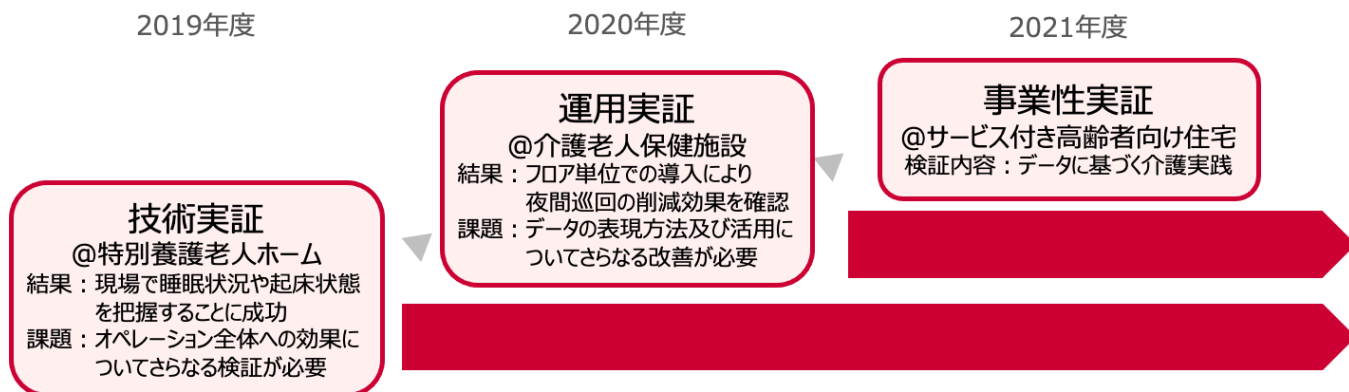 2019年度
2020年度
2021年度
技術実証
@特別養護老人ホーム
結果：現場で睡眠状況や起床状態
を把握することに成功
課題：オペレーション全体への効果に
ついてさらなる検証が必要
運用実証
@介護老人保健施設
結果：フロア単位での導入により
夜間巡回の削減効果を確認
課題：データの表現方法及び活用に
ついてさらなる改善が必要
事業性実証
@サービス付き高齢者向け住宅
検証内容：データに基づく介護実践